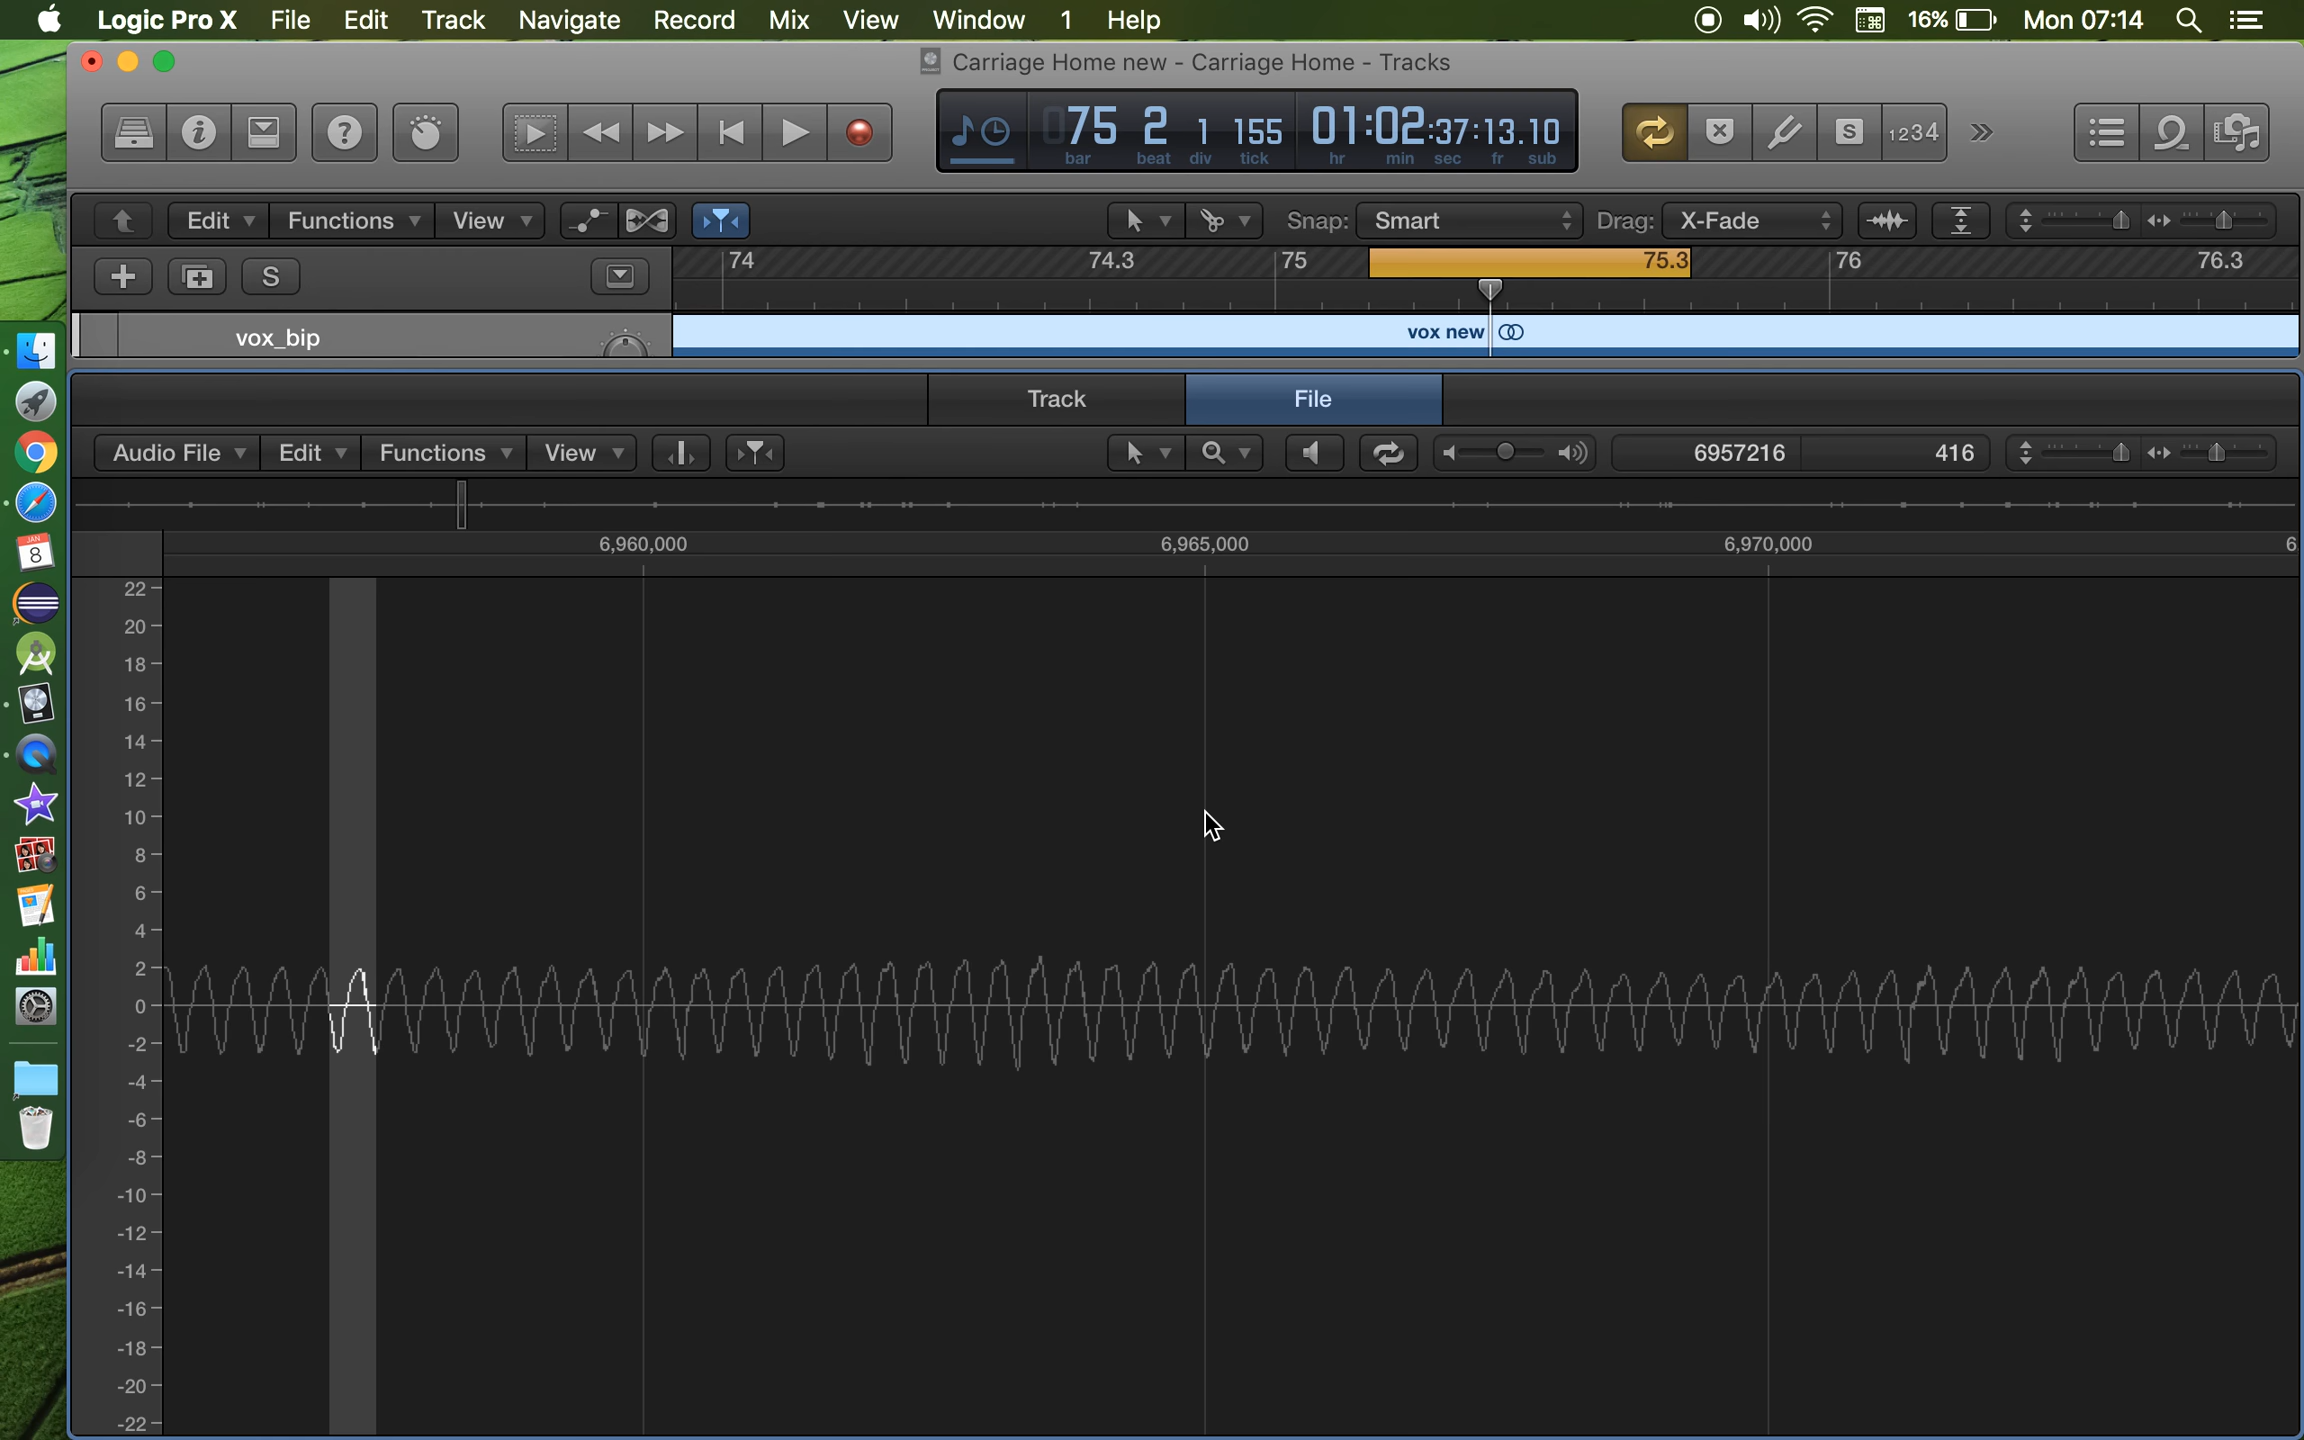 Logic Pro X File Edit Track Navigate Record Mix View Window 1 Help 16% Mon 07:14
Carriage Home new - Carriage Home - Tracks
075 2 1 155 01:02:37:13.10
bar beat div tick hr min sec fr sub
S 1234
Edit Functions View Snap: Smart Drag: X-Fade
74 74.3 75 75.3 76 76.3
S
vox_bip vox new
Track File
Audio File Edit Functions View 6957216 416
6,960,000 6,965,000 6,970,000 6
JAN
8
22
20
18
16
14
12
10
8
6
4
2
0
-2
-4
-6
-8
-10
-12
-14
-16
-18
-20
-22